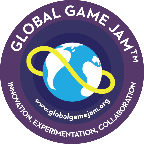 GLOBAL GAME JAM™
www.globalgamejam.org
INNOVATION, EXPERIMENTATION, COLLABORATION